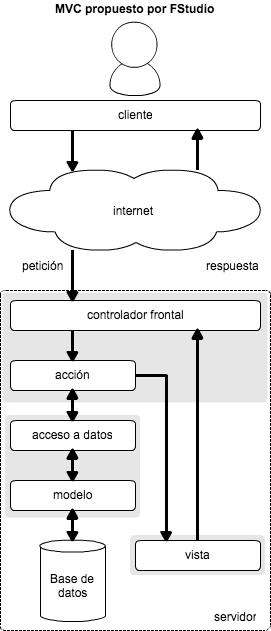 MVC propuesto por FStudio
cliente
internet
petición
respuesta
controlador frontal
acción
acceso a datos
modelo
Base de
datos
vista
servidor